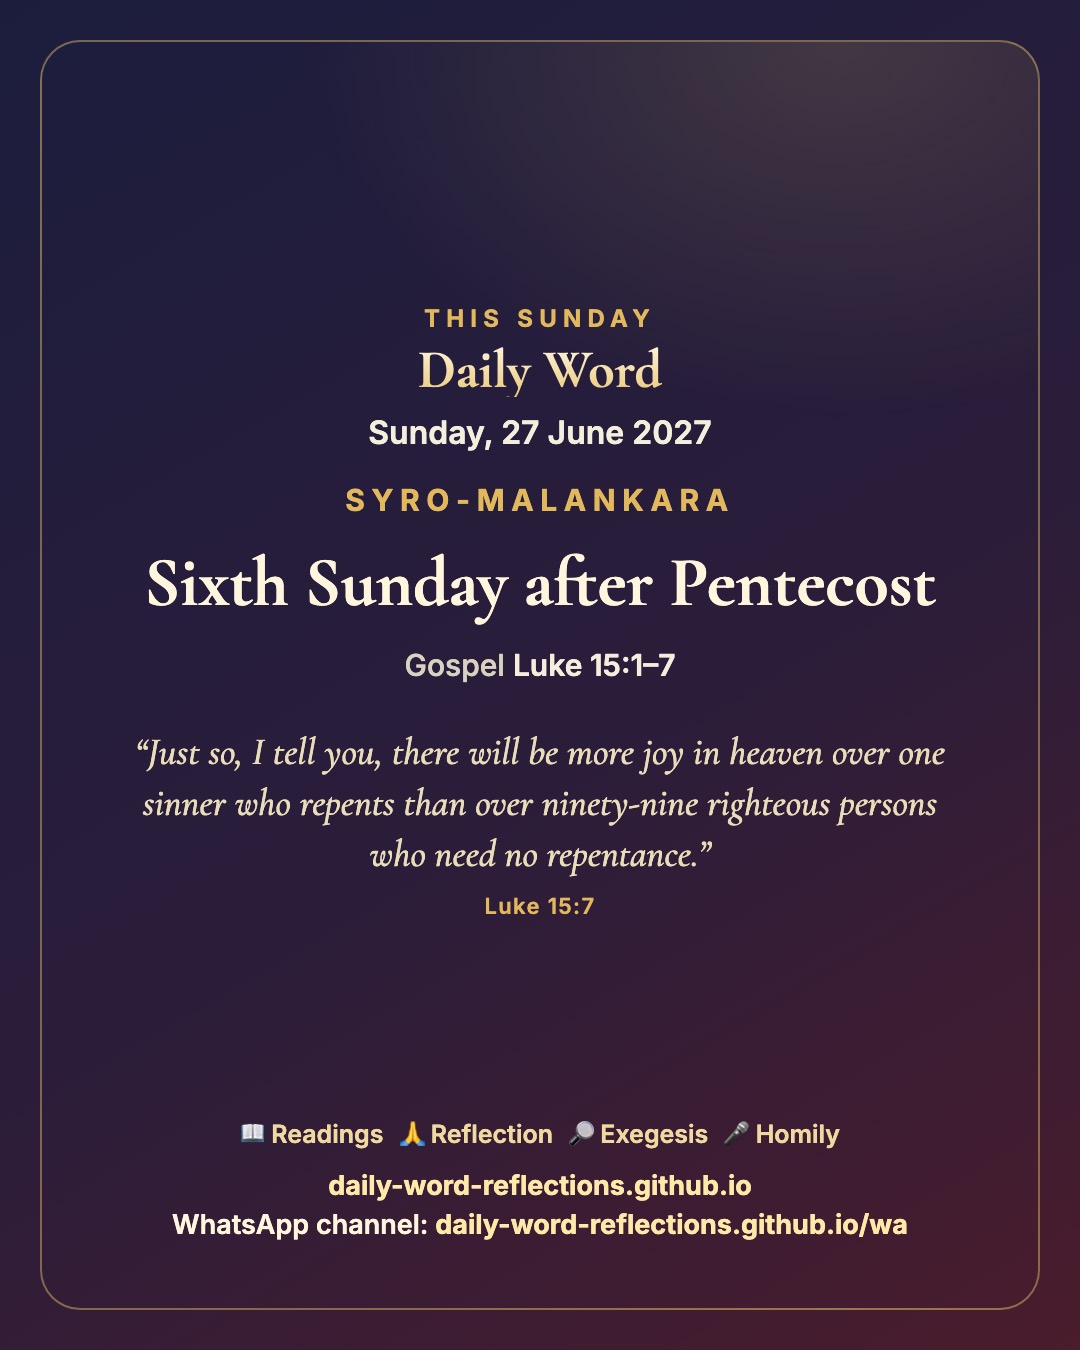 THIS SUNDAY
Daily Word
Sunday, 27 June 2027
SYRO-MALANKARA
Sixth Sunday after Pentecost
Gospel Luke 15:1–7
“Just so, I tell you, there will be more joy in heaven over one
sinner who repents than over ninety-nine righteous persons
who need no repentance.”
Luke 15:7
📖 Readings 🙏 Reflection 🔎 Exegesis 🎤 Homily
daily-word-reflections.github.io
WhatsApp channel: daily-word-reflections.github.io/wa